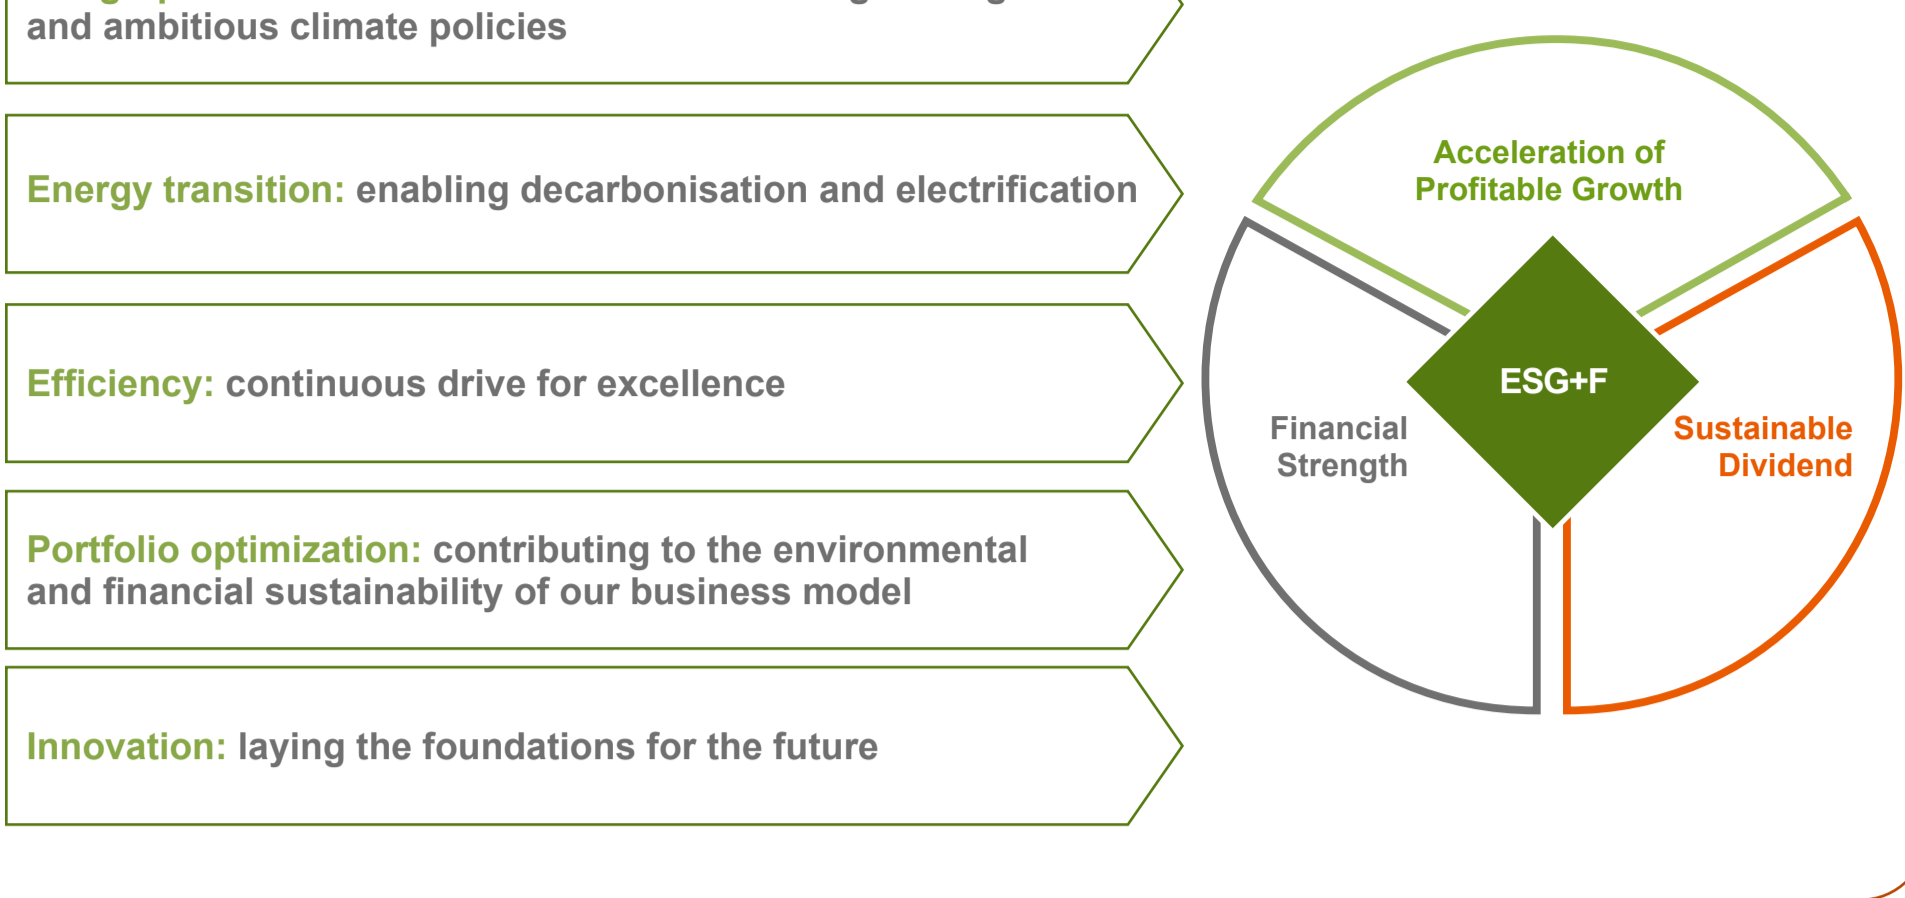 and ambitious climate policies
Energy transition: enabling decarbonisation and electrification
Efficiency: continuous drive for excellence
Portfolio optimization: contributing to the environmental
and financial sustainability of our business model
Innovation: laying the foundations for the future
Acceleration of
Profitable Growth
ESG+F
Financial
Strength
Sustainable
Dividend